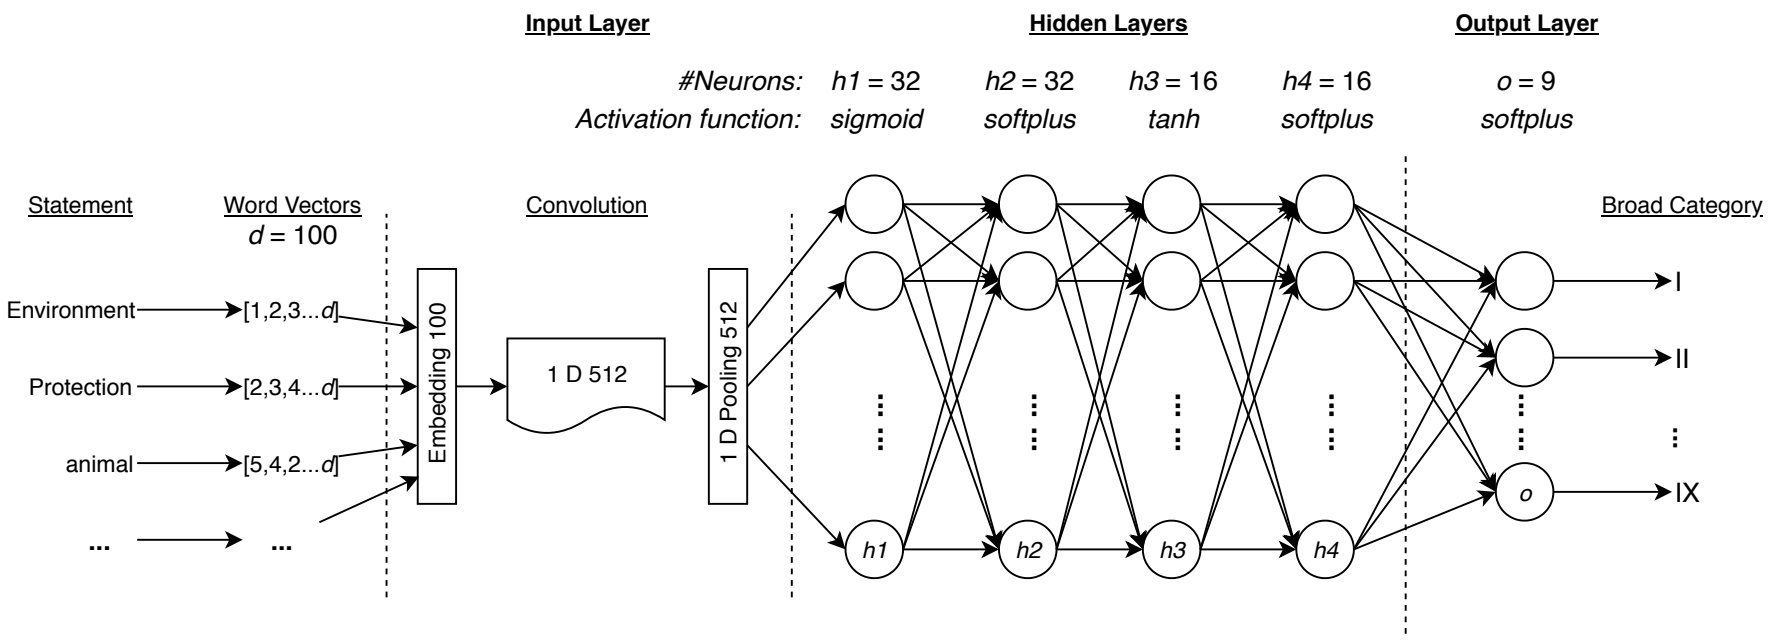 Input Layer Hidden Layers Output Layer
#Neurons: h1 = 32 h2 = 32 h3 = 16 h4 = 16 o = 9
Activation function: sigmoid softplus tanh softplus softplus
Statement Word Vectors Convolution Broad Category
d = 100
Environment [1,2,3...d]
Protection [2,3,4...d]
animal [5,4,2...d]
... ...
Embedding 100
1 D 512
1 D Pooling 512
h1 h2 h3 h4
o
I
II
...
IX